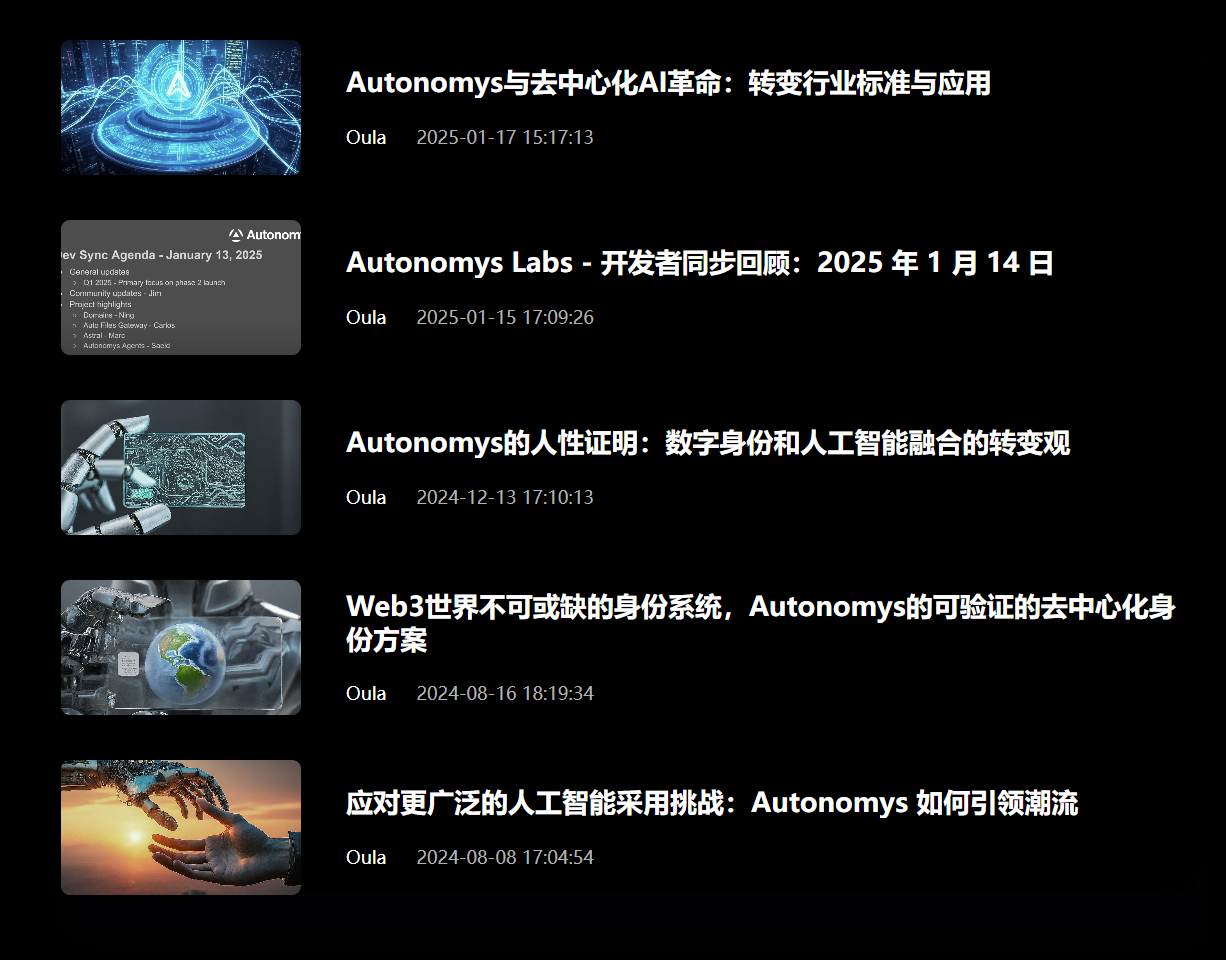 Autonomys与去中心化AI革命：转变行业标准与应用
Oula 2025-01-17 15:17:13
Autonom
ev Sync Agenda - January 13, 2025
General updates
Q1 2025 - Primary focus on phase 2 launch
Community updates - Jim
Project highlights
Domains - Ning
Auto Files Gateway - Carlos
Astral - Marc
Autonomys Agents - Saeid
Autonomys Labs - 开发者同步回顾：2025 年 1 月 14 日
Oula 2025-01-15 17:09:26
Autonomys的人性证明：数字身份和人工智能融合的转变观
Oula 2024-12-13 17:10:13
Web3世界不可或缺的身份系统，Autonomys的可验证的去中心化身
份方案
Oula 2024-08-16 18:19:34
应对更广泛的人工智能采用挑战：Autonomys 如何引领潮流
Oula 2024-08-08 17:04:54